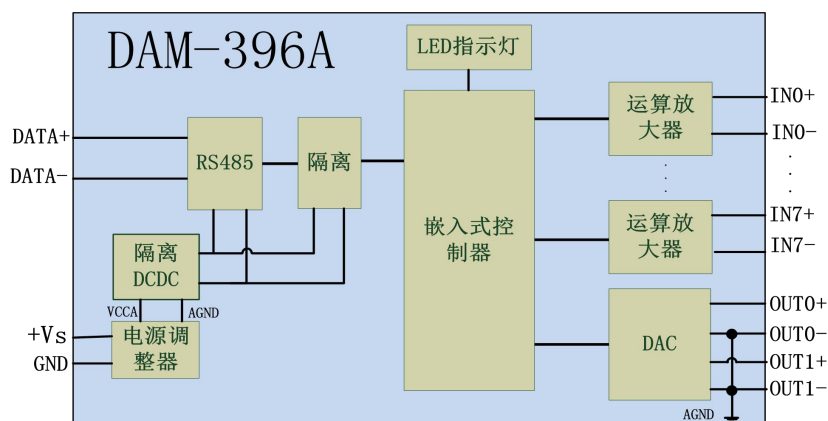 DAM-396A
LED指示灯
DATA+
DATA-
RS485
隔离
嵌入式控
制器
运算放
大器
IN0+
IN0-
运算放
大器
IN7+
IN7-
隔离
DCDC
VCCA
AGND
+Vs
GND
电源调
整器
DAC
OUT0+
OUT0-
OUT1+
OUT1-
AGND